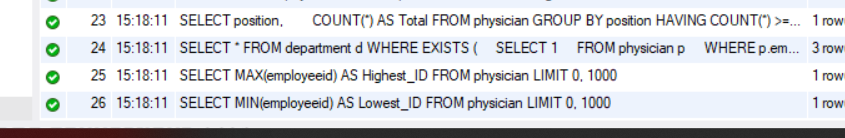 23 15:18:11 SELECT position, COUNT(*) AS Total FROM physician GROUP BY position HAVING COUNT(*) >=... 1 row
24 15:18:11 SELECT * FROM department d WHERE EXISTS ( SELECT 1 FROM physician p WHERE p.em... 3 row
25 15:18:11 SELECT MAX(employeeid) AS Highest_ID FROM physician LIMIT 0, 1000 1 row
26 15:18:11 SELECT MIN(employeeid) AS Lowest_ID FROM physician LIMIT 0, 1000 1 row